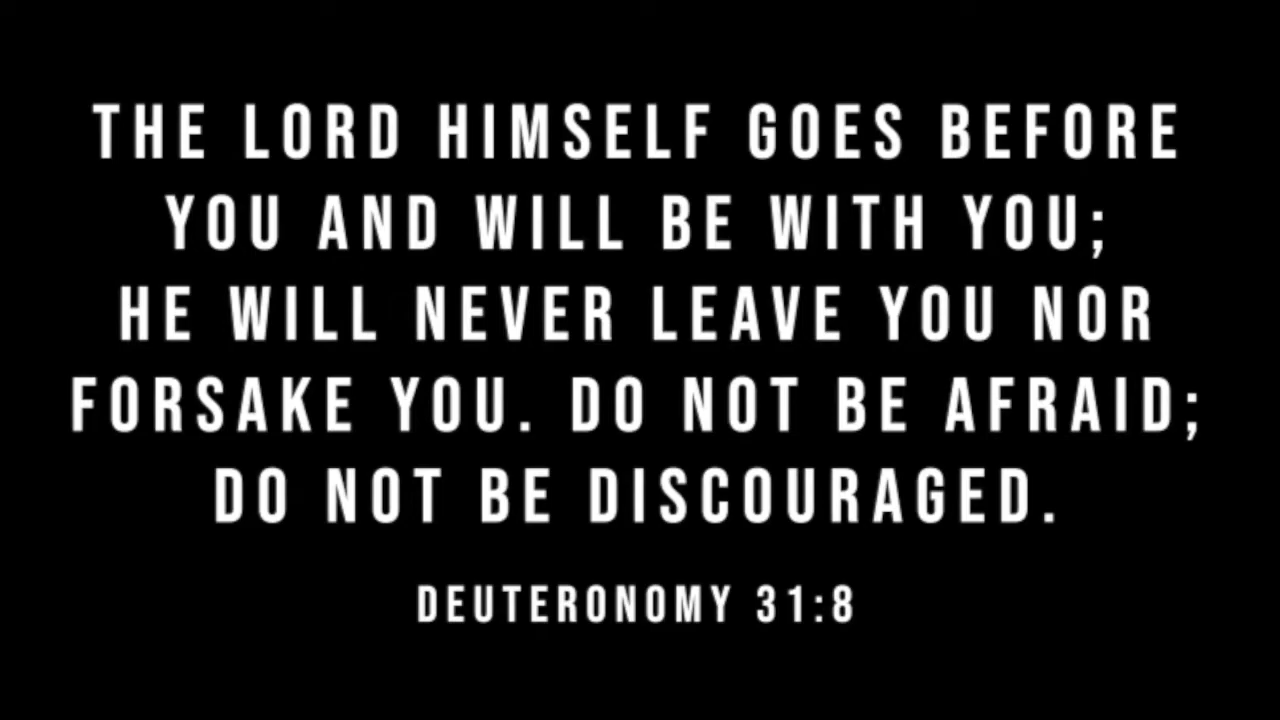 THE LORD HIMSELF GOES BEFORE
YOU AND WILL BE WITH YOU;
HE WILL NEVER LEAVE YOU NOR
FORSAKE YOU. DO NOT BE AFRAID;
DO NOT BE DISCOURAGED.
DEUTERONOMY 31:8